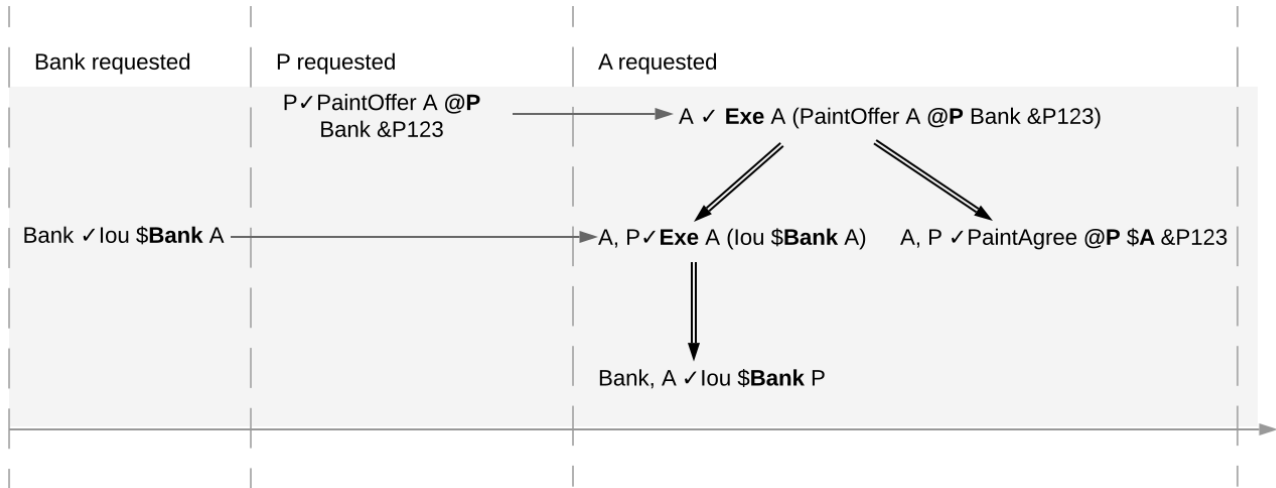 Bank requested
P requested
A requested
P✓PaintOffer A @P
Bank &P123
A ✓ Exe A (PaintOffer A @P Bank &P123)
Bank ✓Iou $Bank A
A, P✓Exe A (Iou $Bank A)
A, P ✓PaintAgree @P $A &P123
Bank, A ✓Iou $Bank P